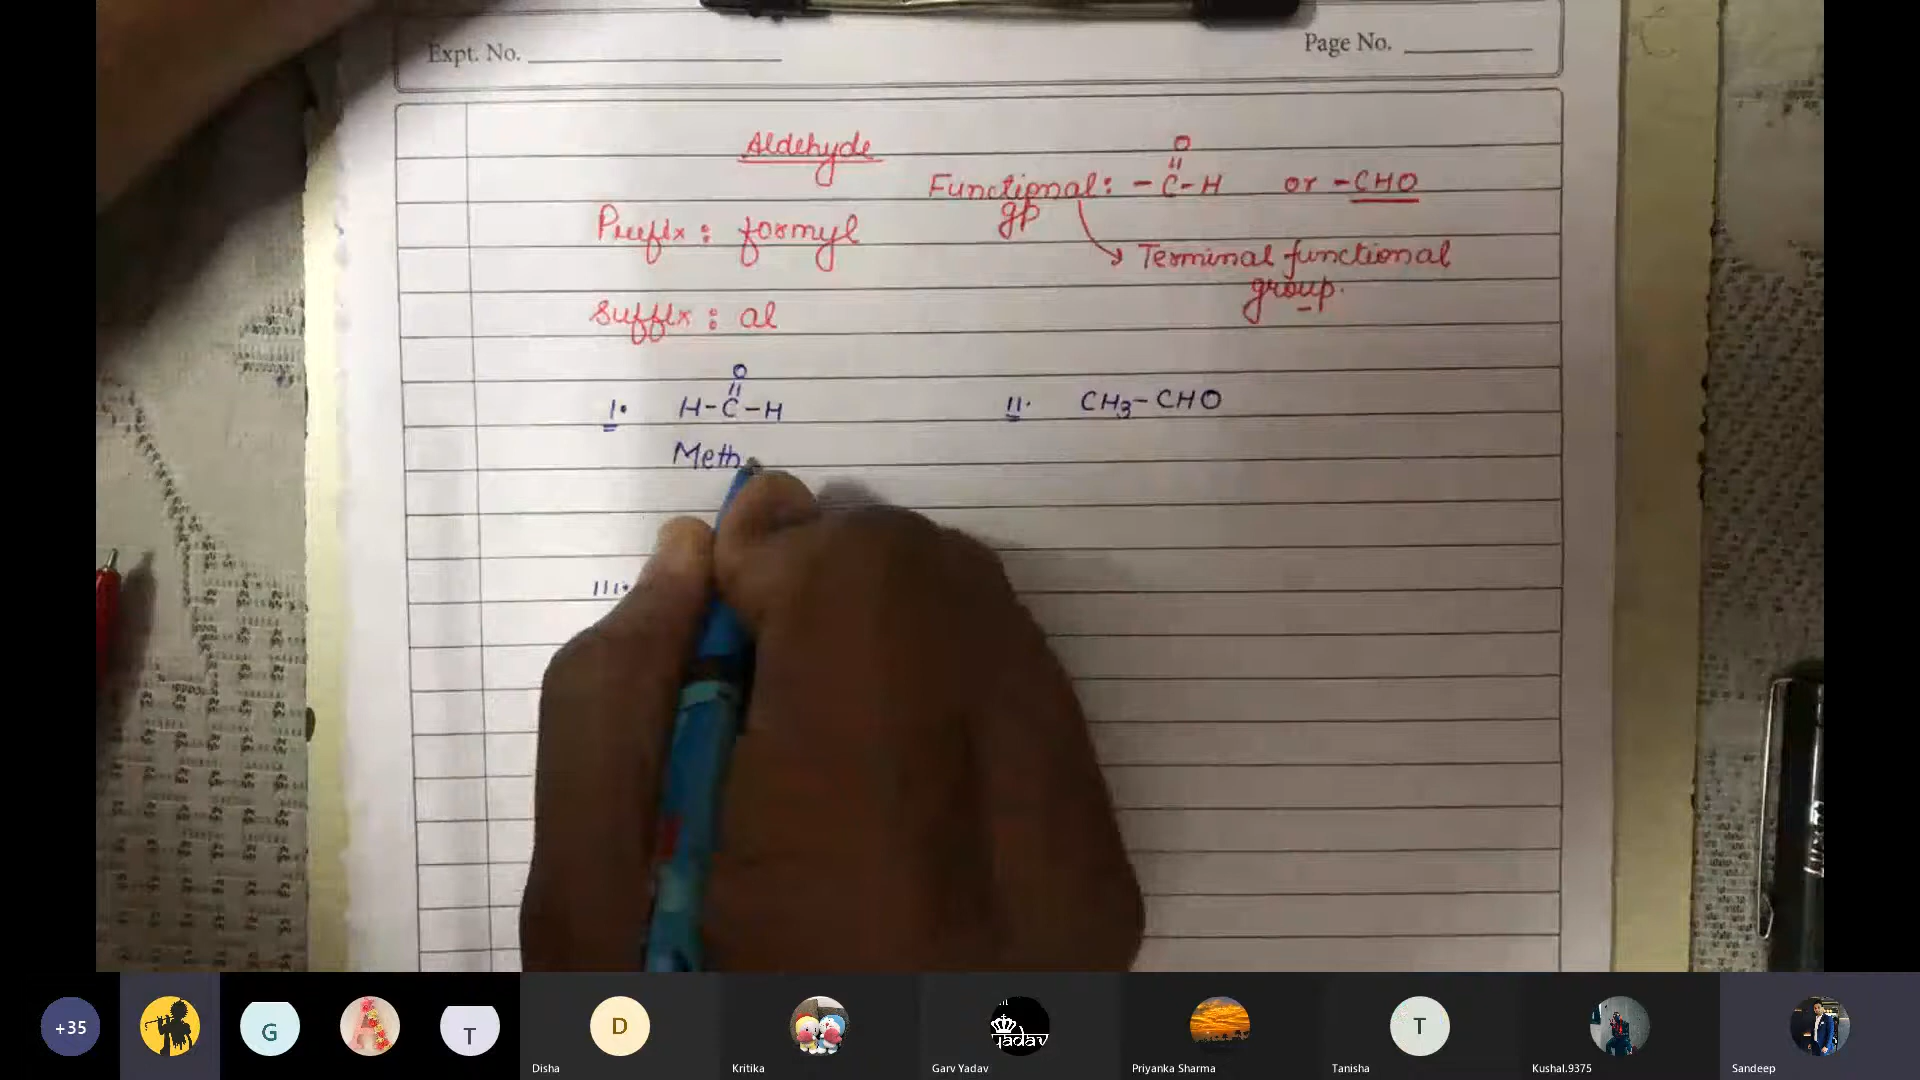 Expt. No.
Page No.
Aldehyde
O
Functional: -C-H or -CHO
gp
Prefix: formyl
Terminal functional
group.
Suffix: al
O
I. H-C-H
II. CH3-CHO
Meth
III.
+35
G
T
D
T
Yadav
Disha
Kritika
Garv Yadav
Priyanka Sharma
Tanisha
Kushal.9375
Sandeep